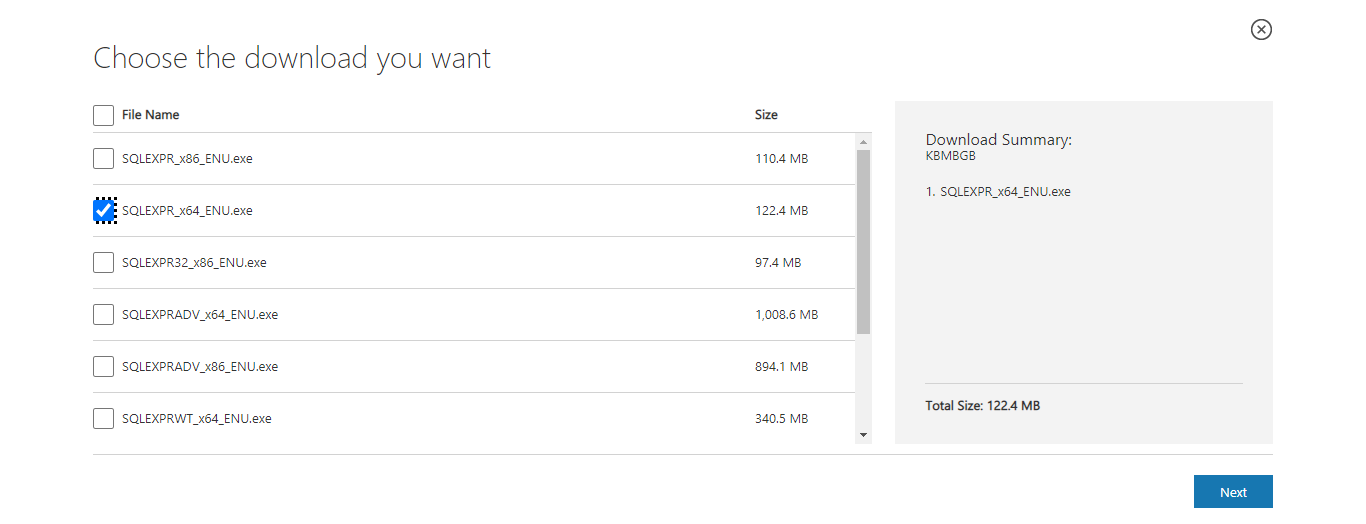 Choose the download you want
File Name Size
SQLEXPR_x86_ENU.exe 110.4 MB
SQLEXPR_x64_ENU.exe 122.4 MB
SQLEXPR32_x86_ENU.exe 97.4 MB
SQLEXPRADV_x64_ENU.exe 1,008.6 MB
SQLEXPRADV_x86_ENU.exe 894.1 MB
SQLEXPRWT_x64_ENU.exe 340.5 MB
Download Summary:
KBMBGB
1. SQLEXPR_x64_ENU.exe
Total Size: 122.4 MB
Next